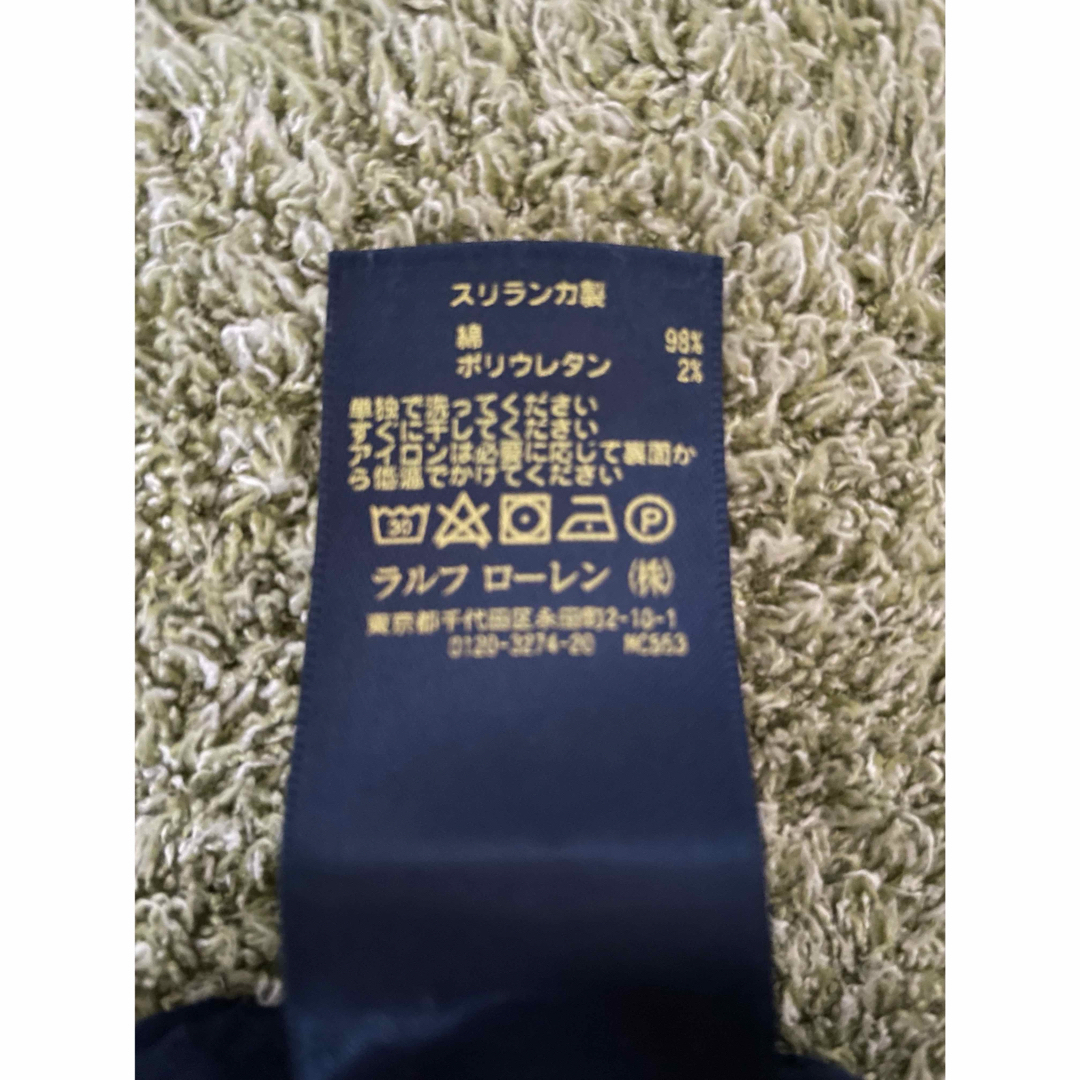 スリランカ製
綿 98%
ポリウレタン 2%
単独で洗ってください
すぐに干してください
アイロンは必要に応じて裏面か
ら低温でかけてください
30 P
ラルフ ローレン (株)
東京都千代田区永田町2-10-1
0120-3274-20 MC553